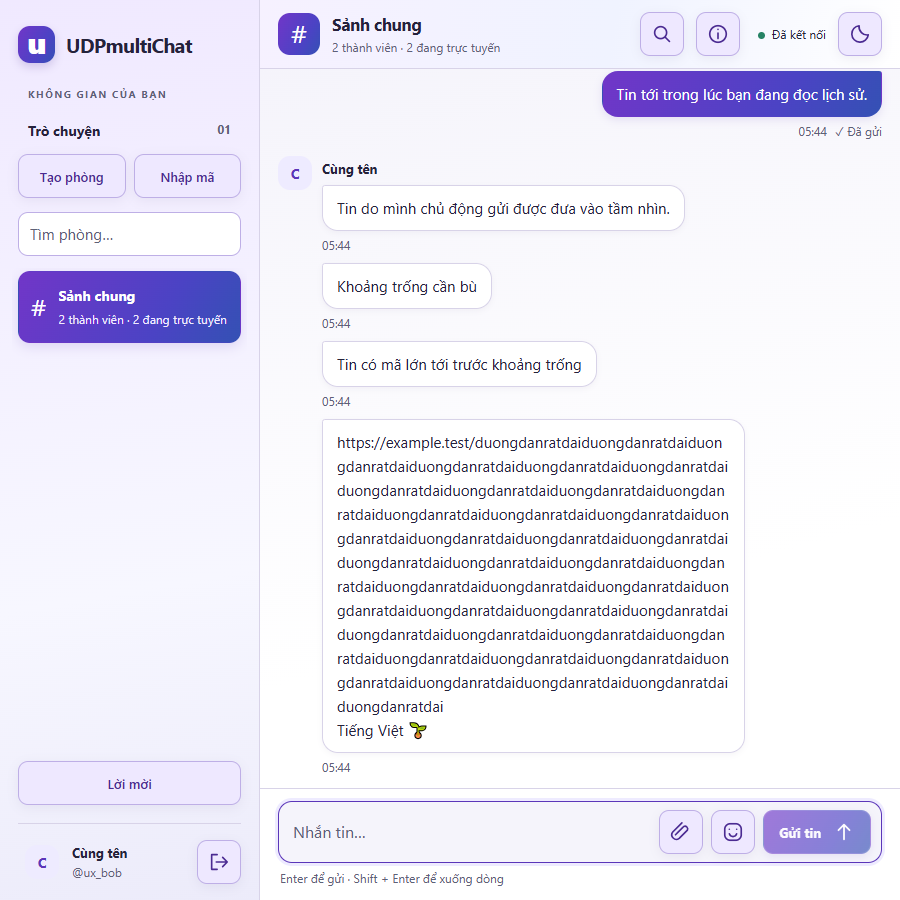 u UDPmultiChat
KHÔNG GIAN CỦA BẠN
Trò chuyện 01
Tạo phòng Nhập mã
Tìm phòng...
# Sảnh chung
2 thành viên · 2 đang trực tuyến
Lời mời
C Cùng tên
@ux_bob
# Sảnh chung
2 thành viên · 2 đang trực tuyến
Đã kết nối
Tin tới trong lúc bạn đang đọc lịch sử.
05:44 ✓ Đã gửi
C Cùng tên
Tin do mình chủ động gửi được đưa vào tầm nhìn.
05:44
Khoảng trống cần bù
05:44
Tin có mã lớn tới trước khoảng trống
05:44
https://example.test/duongdanratdaiduongdanratdaiduon
gdanratdaiduongdanratdaiduongdanratdaiduongdanratdai
duongdanratdaiduongdanratdaiduongdanratdaiduongdan
ratdaiduongdanratdaiduongdanratdaiduongdanratdaiduon
gdanratdaiduongdanratdaiduongdanratdaiduongdanratdai
duongdanratdaiduongdanratdaiduongdanratdaiduongdan
ratdaiduongdanratdaiduongdanratdaiduongdanratdaiduon
gdanratdaiduongdanratdaiduongdanratdaiduongdanratdai
duongdanratdaiduongdanratdaiduongdanratdaiduongdan
ratdaiduongdanratdaiduongdanratdaiduongdanratdaiduon
gdanratdaiduongdanratdaiduongdanratdaiduongdanratdai
duongdanratdai
Tiếng Việt 🌱
05:44
Nhắn tin...
Gửi tin
Enter để gửi · Shift + Enter để xuống dòng